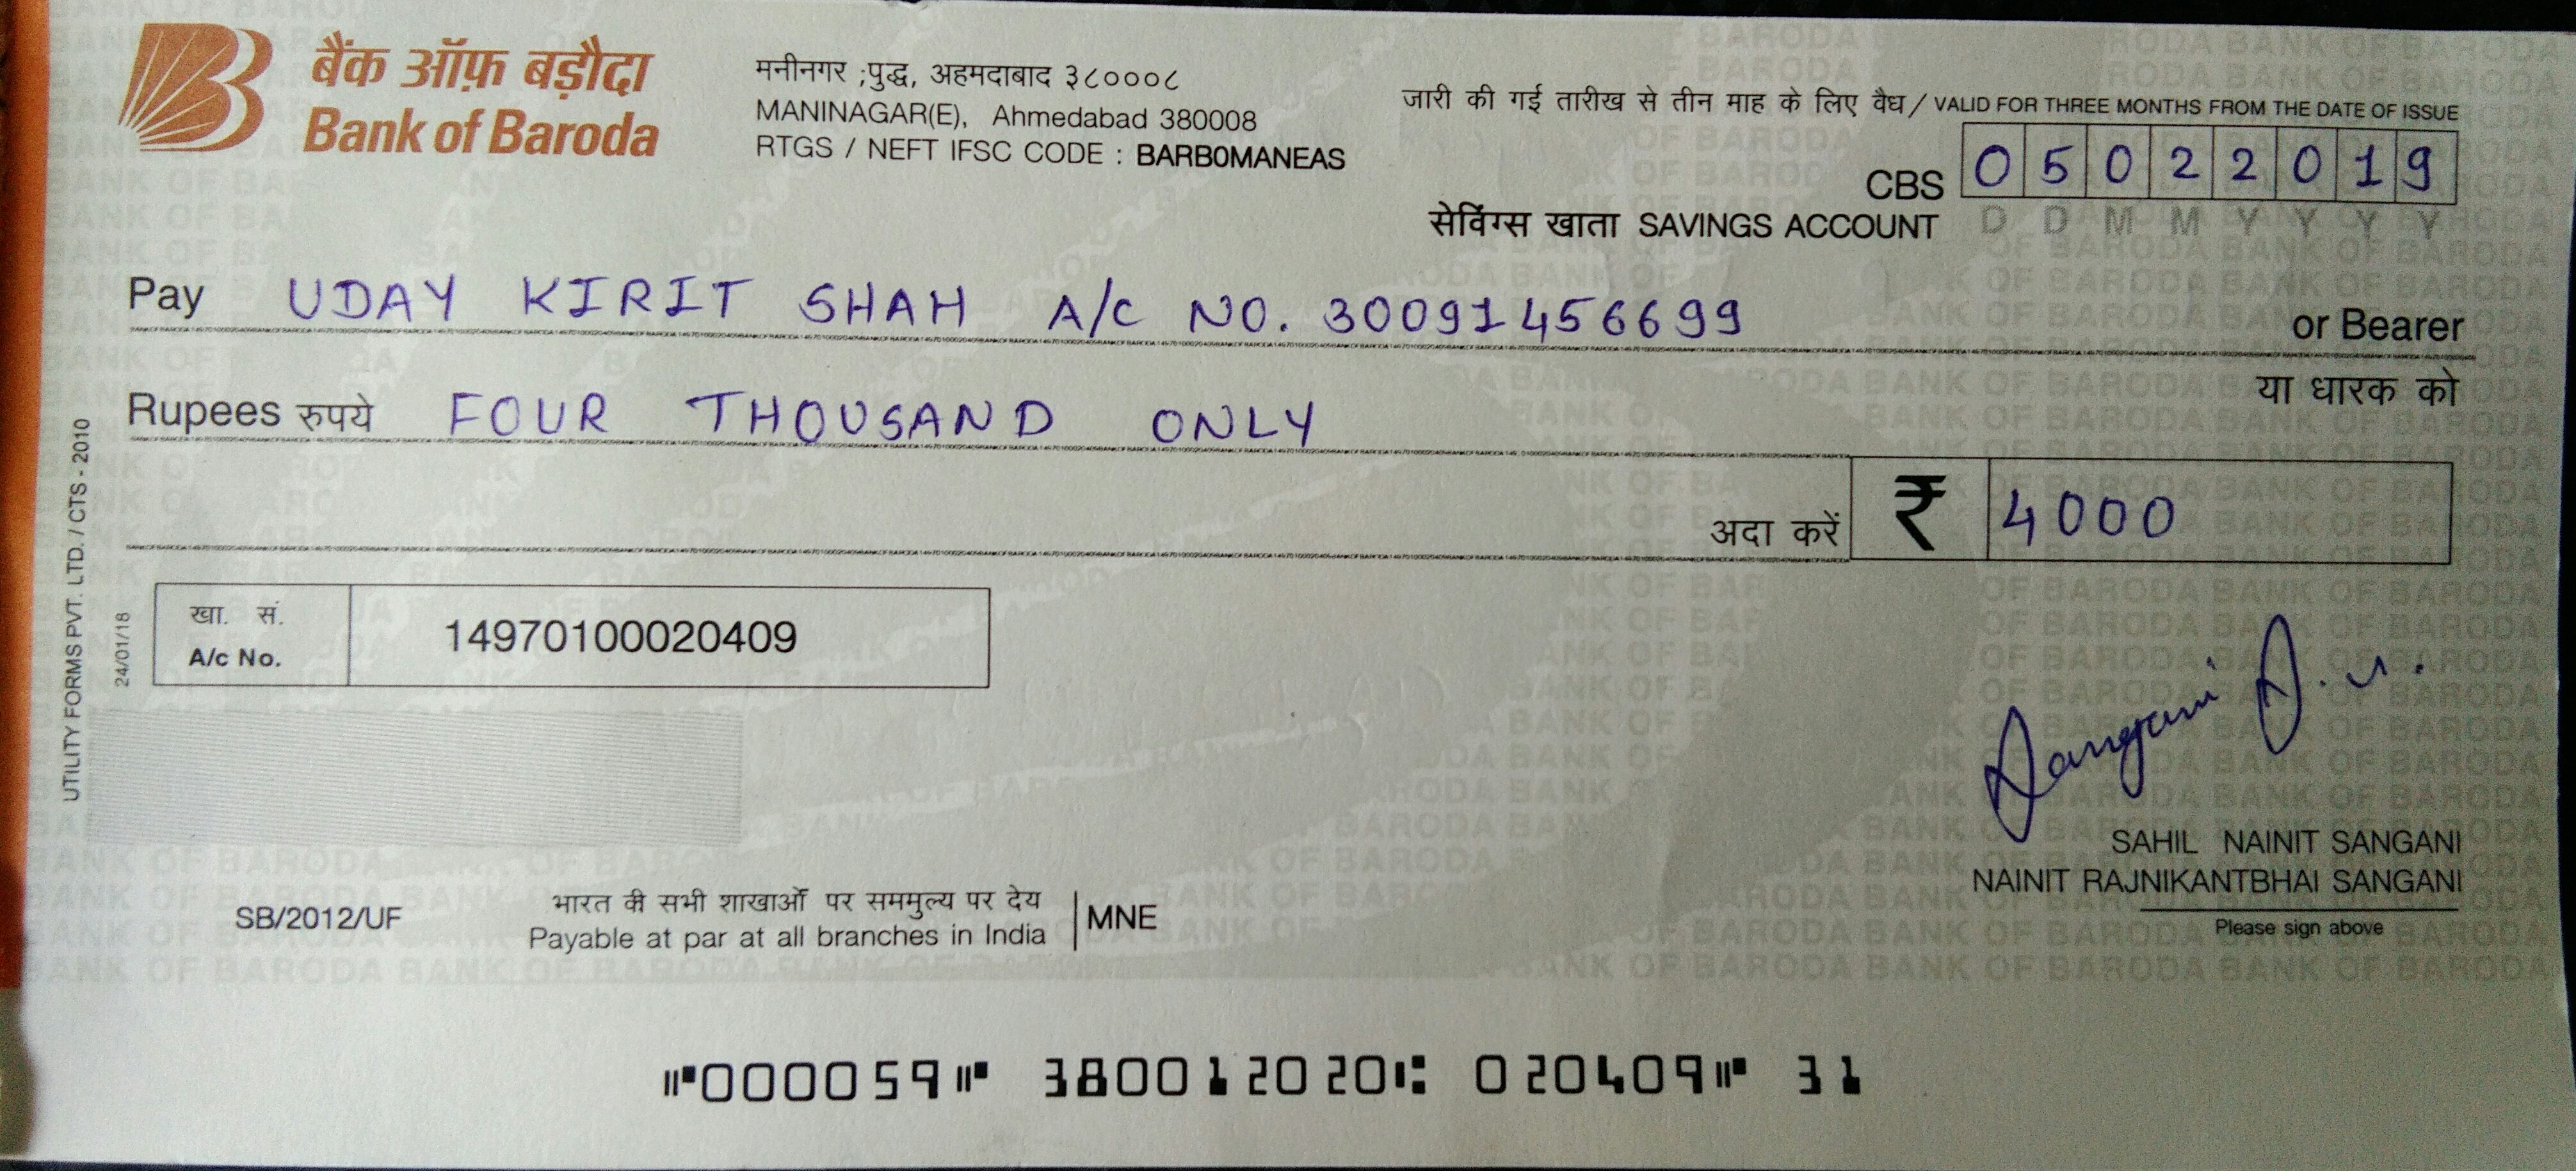 बैंक ऑफ़ बड़ौदा
Bank of Baroda
मनीनगर ;पुद्ध, अहमदाबाद ३८०००८
MANINAGAR(E), Ahmedabad 380008
RTGS / NEFT IFSC CODE : BARB0MANEAS
जारी की गई तारीख से तीन माह के लिए वैध / VALID FOR THREE MONTHS FROM THE DATE OF ISSUE
CBS 0 5 0 2 2 0 1 9
सेविंग्स खाता SAVINGS ACCOUNT D D M M Y Y Y Y
Pay UDAY KIRIT SHAH A/C NO. 30091456699 or Bearer
या धारक को
Rupees रुपये FOUR THOUSAND ONLY
अदा करें ₹ 4000
खा. सं.
A/c No. 14970100020409
UTILITY FORMS PVT. LTD. / CTS - 2010
24/01/18
Sangani
SAHIL NAINIT SANGANI
NAINIT RAJNIKANTBHAI SANGANI
Please sign above
SB/2012/UF
भारत की सभी शाखाओं पर सममुल्य पर देय
Payable at par at all branches in India
MNE
⑈000059⑈ 380012020⑆ 020409⑈ 31